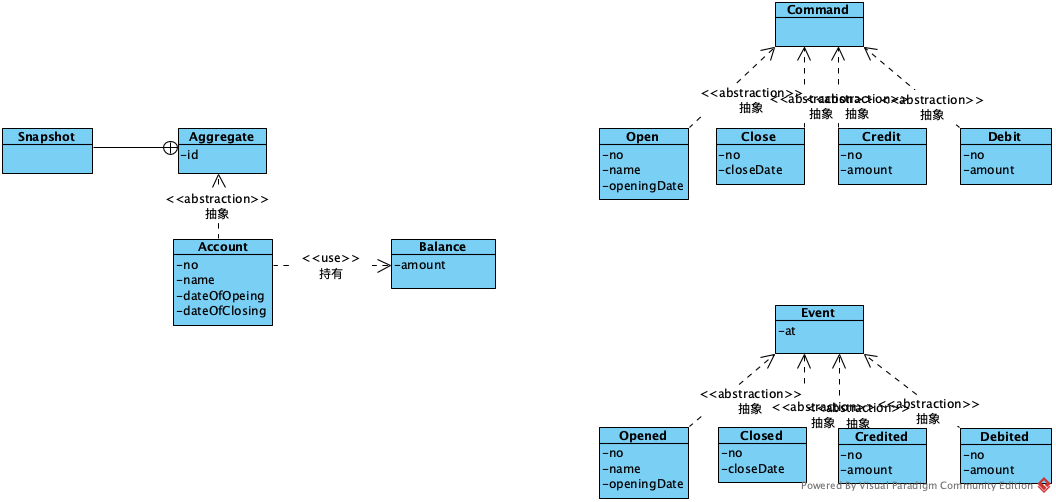 Command
<<abstraction>>
抽象
<<abstraction>>
抽象
<<abstraction>>
抽象
<<abstraction>>
抽象
Snapshot
Aggregate
-id
Open
-no
-name
-openingDate
Close
-no
-closeDate
Credit
-no
-amount
Debit
-no
-amount
<<abstraction>>
抽象
Account
-no
-name
-dateOfOpeing
-dateOfClosing
<<use>>
持有
Balance
-amount
Event
-at
<<abstraction>>
抽象
<<abstraction>>
抽象
<<abstraction>>
抽象
<<abstraction>>
抽象
Opened
-no
-name
-openingDate
Closed
-no
-closeDate
Credited
-no
-amount
Debited
-no
-amount
Powered By Visual Paradigm Community Edition